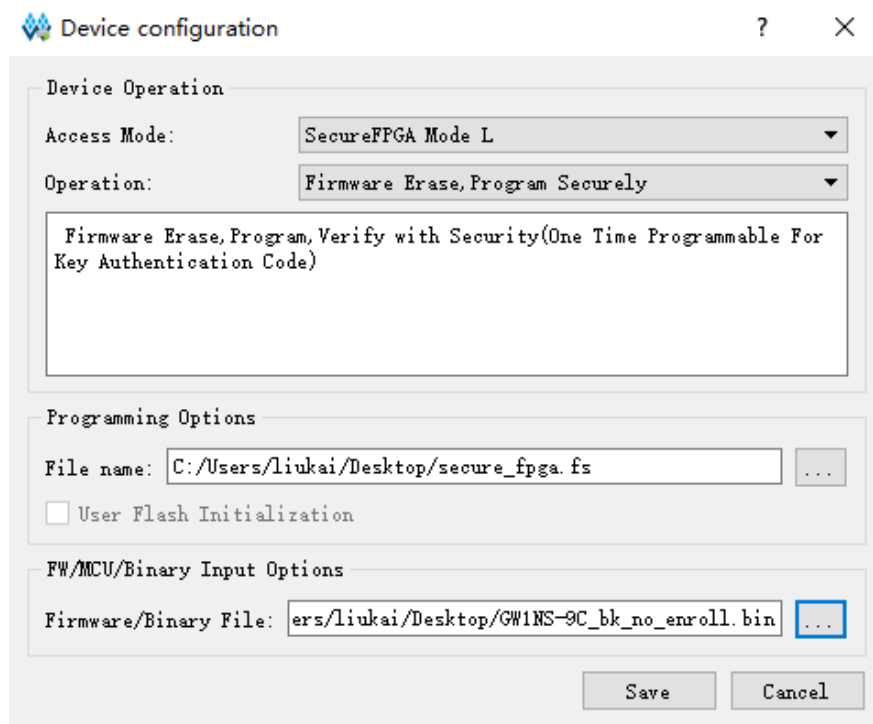 Device configuration
?
Device Operation
Access Mode: SecureFPGA Mode L
Operation: Firmware Erase,Program Securely
Firmware Erase,Program,Verify with Security(One Time Programmable For
Key Authentication Code)
Programming Options
File name: C:/Users/liukai/Desktop/secure_fpga.fs ...
User Flash Initialization
FW/MCU/Binary Input Options
Firmware/Binary File: ers/liukai/Desktop/GW1NS-9C_bk_no_enroll.bin ...
Save Cancel